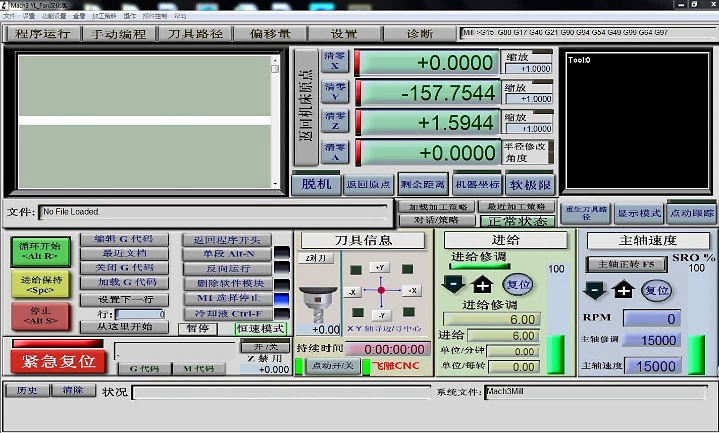 Mach3 YL_Pan汉化版
文件 设置 功能设置 查看 加工策略 操作 插件控制 帮助
程序运行 手动编程 刀具路径 偏移量 设置 诊断 Mill->G15 G80 G17 G40 G21 G90 G94 G54 G49 G99 G64 G97
返回机床原点
清零 X +0.0000 缩放 +1.0000
清零 Y -157.7544 缩放 +1.0000
清零 Z +1.5944 缩放 +1.0000
清零 A +0.0000 半径修改 角度
Tool:0
脱机 返回原点 剩余距离 机器坐标 软极限
文件: No File Loaded.
加载加工策略 最近加工策略
对话/策略 正常状态
重生刀具路径 显示模式 点动跟踪
循环开始 <Alt R>
进给保持 <Spc>
停止 <Alt S>
编辑 G 代码
最近文档
关闭 G 代码
加载 G 代码
设置下一行
行: 0
从这里开始
返回程序开头
单段 Alt-N
反向运行
删除软件模块
M1 选择停止
冷却液 Ctrl-F
暂停 恒速模式
紧急复位
G 代码 M 代码
开/关
Z 禁用
+0.000
刀具信息
Z对刀
+0.00
+Y
-X -X
-Y
X Y 轴寻边/寻中心
持续时间 0:00:00:00
点动开/关 飞雕CNC
进给
进给修调
100
复位
进给修调
6.00
进给 6.00
单位/分钟 0.00
单位/每转 0.00
主轴速度
主轴正转 F5 SRO %
100
复位
RPM 0
主轴修调 15000
主轴速度 15000
历史 清除 状况 系统文件: Mach3Mill